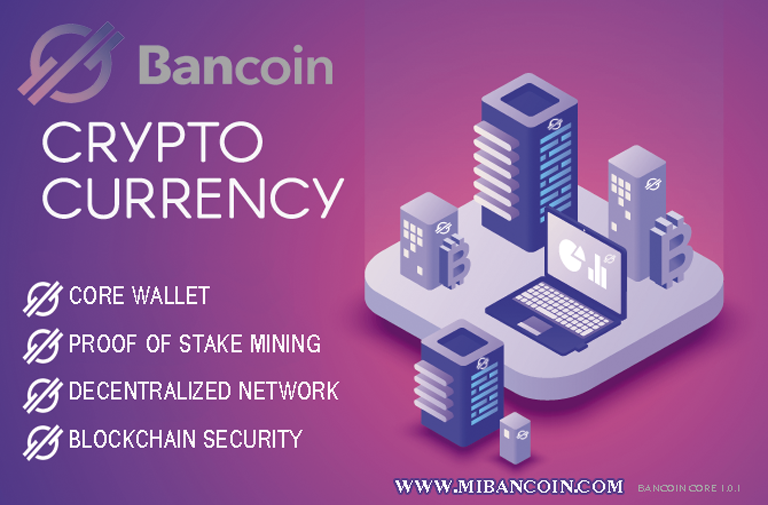 Bancoin
CRYPTO
CURRENCY
CORE WALLET
PROOF OF STAKE MINING
DECENTRALIZED NETWORK
BLOCKCHAIN SECURITY
WWW.MIBANCOIN.COM
BANCOIN CORE 1.0.1